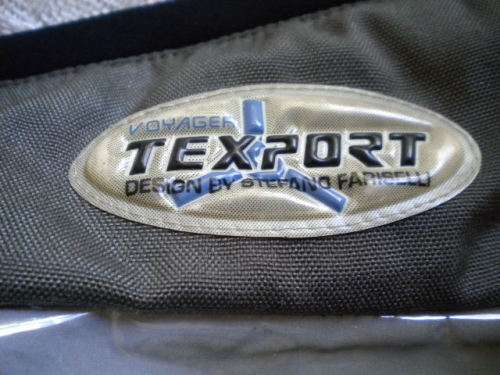 VOYAGER
TEXPORT
DESIGN BY STEFANO FARISELLI